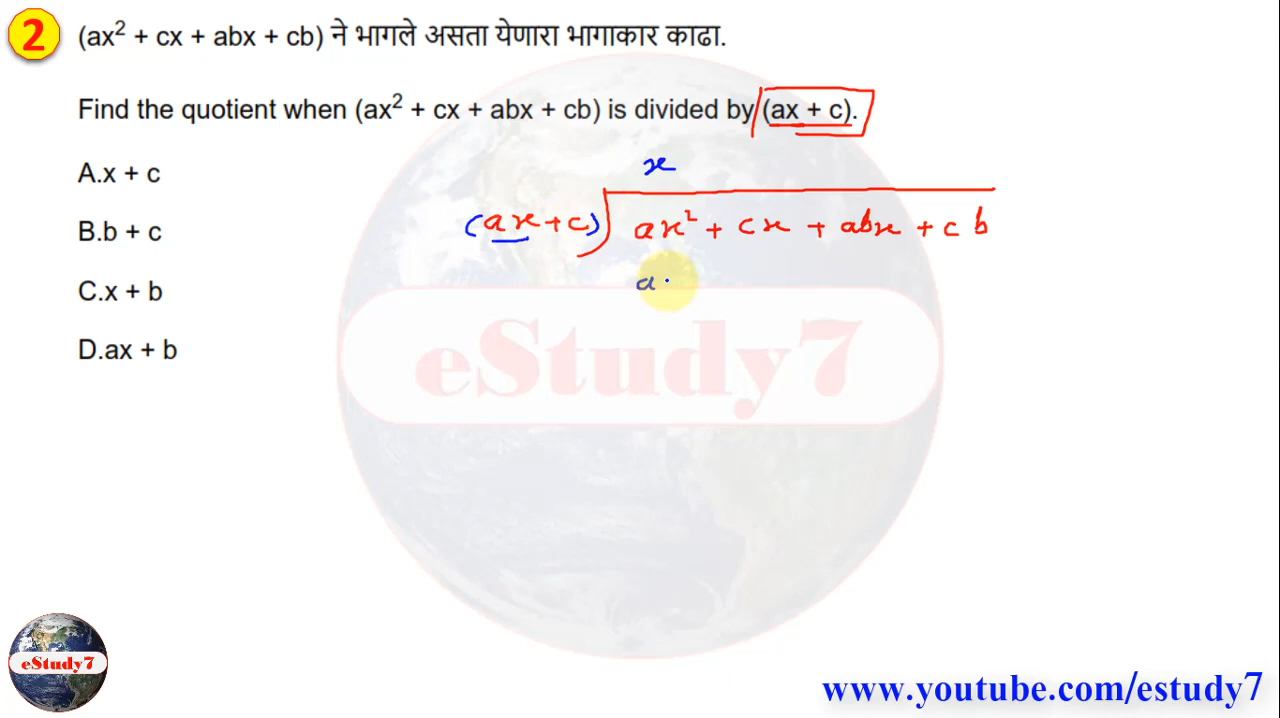 2 (ax² + cx + abx + cb) ने भागले असता येणारा भागाकार काढा.
Find the quotient when (ax² + cx + abx + cb) is divided by (ax + c).
A.x + c
B.b + c
C.x + b
D.ax + b
x
(ax+c) ax² + cx + abx + cb
a
eStudy7
eStudy7
www.youtube.com/estudy7